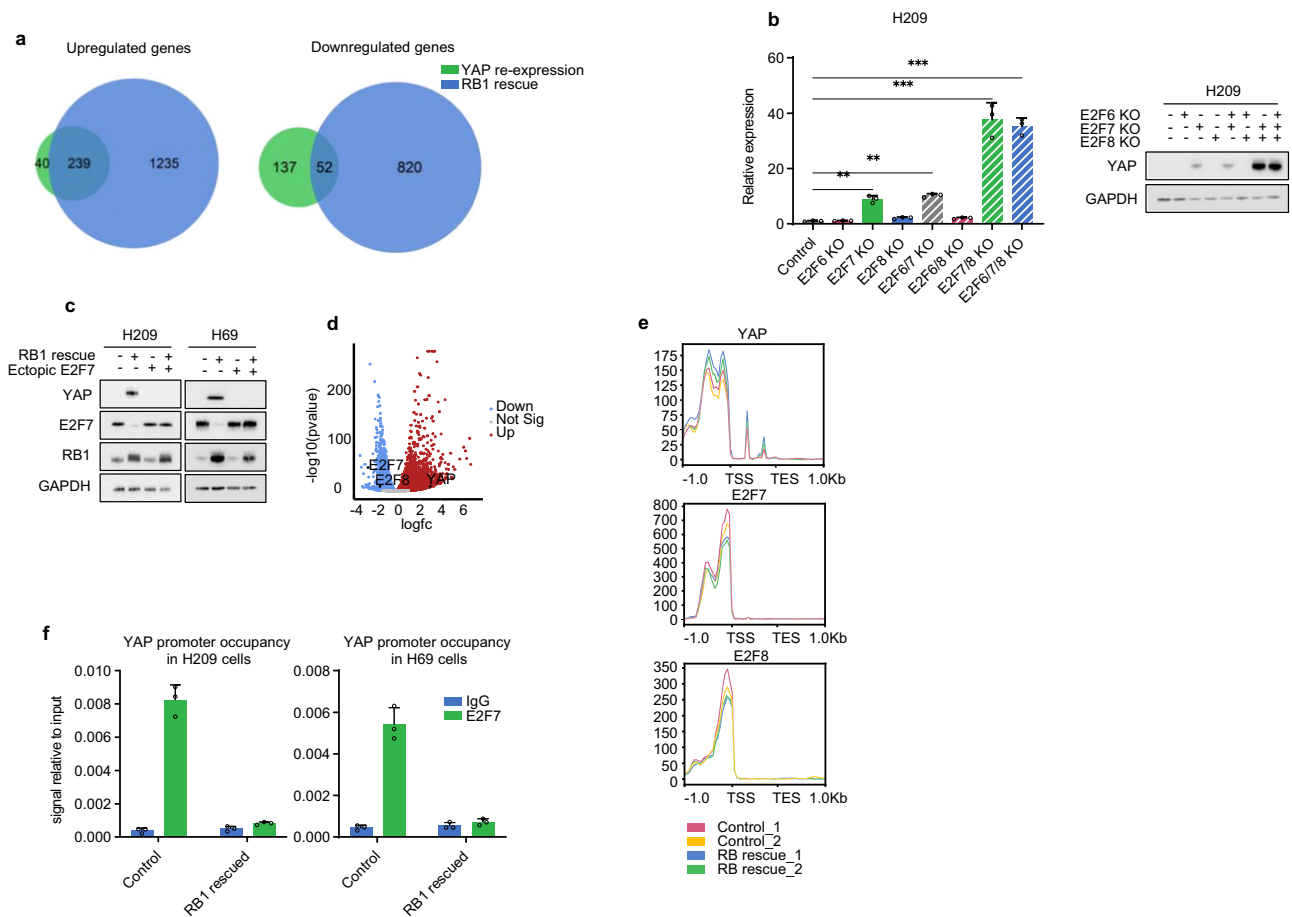 a
Upregulated genes
Downregulated genes
YAP re-expression
RB1 rescue
40
239
1235
137
52
820
b
H209
Relative expression
60
40
20
0
**
**
***
***
Control
E2F6 KO
E2F7 KO
E2F8 KO
E2F6/7 KO
E2F6/8 KO
E2F7/8 KO
E2F6/7/8 KO
H209
E2F6 KO - + - - + + - +
E2F7 KO - - + - + - + +
E2F8 KO - - - + - + + +
YAP
GAPDH
c
H209 H69
RB1 rescue - + - + - + - +
Ectopic E2F7 - - + + - - + +
YAP
E2F7
RB1
GAPDH
d
-log10(pvalue)
200
100
0
E2F7
E2F8
YAP
-4 -2 0 2 4 6
logfc
Down
Not Sig
Up
e
YAP
175
150
125
100
75
50
25
0
-1.0 TSS TES 1.0Kb
E2F7
800
700
600
500
400
300
200
100
0
-1.0 TSS TES 1.0Kb
E2F8
350
300
250
200
150
100
50
0
-1.0 TSS TES 1.0Kb
Control_1
Control_2
RB rescue_1
RB rescue_2
f
YAP promoter occupancy
in H209 cells
signal relative to input
0.010
0.008
0.006
0.004
0.002
0.000
Control
RB1 rescued
YAP promoter occupancy
in H69 cells
0.008
0.006
0.004
0.002
0.000
Control
RB1 rescued
IgG
E2F7